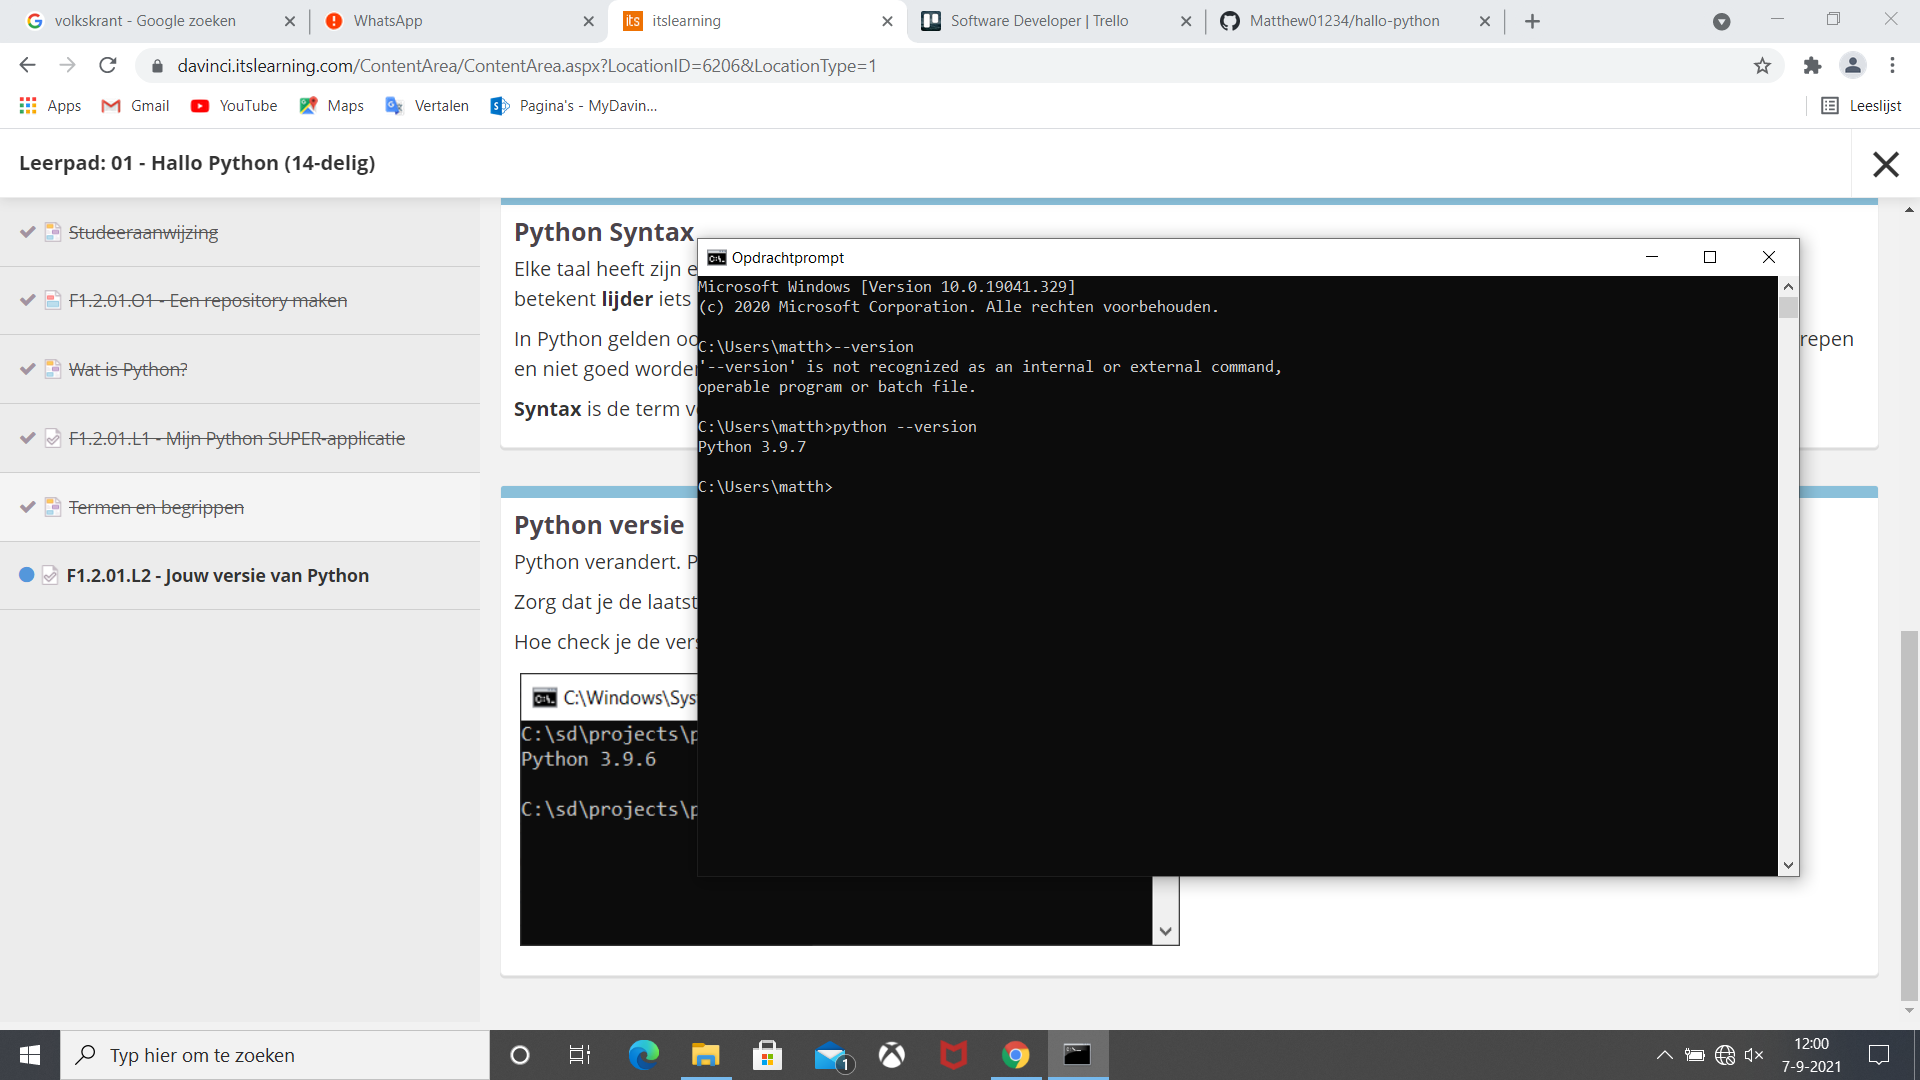 volkskrant - Google zoeken
WhatsApp
itslearning
Software Developer | Trello
Matthew01234/hallo-python
davinci.itslearning.com/ContentArea/ContentArea.aspx?LocationID=6206&LocationType=1
Apps
Gmail
YouTube
Maps
Vertalen
Pagina's - MyDavin...
Leeslijst
Leerpad: 01 - Hallo Python (14-delig)
Studeeraanwijzing
F1.2.01.O1 - Een repository maken
Wat is Python?
F1.2.01.L1 - Mijn Python SUPER-applicatie
Termen en begrippen
F1.2.01.L2 - Jouw versie van Python
Python Syntax
Elke taal heeft zijn e
betekent lijder iets
In Python gelden oo
repen
en niet goed worde
Syntax is de term v
Opdrachtprompt
Microsoft Windows [Version 10.0.19041.329]
(c) 2020 Microsoft Corporation. Alle rechten voorbehouden.
C:\Users\matth>--version
'--version' is not recognized as an internal or external command,
operable program or batch file.
C:\Users\matth>python --version
Python 3.9.7
C:\Users\matth>
Python versie
Python verandert. P
Zorg dat je de laatst
Hoe check je de vers
C:\Windows\Sys
C:\sd\projects\p
Python 3.9.6
C:\sd\projects\p
Typ hier om te zoeken
1
12:00
7-9-2021